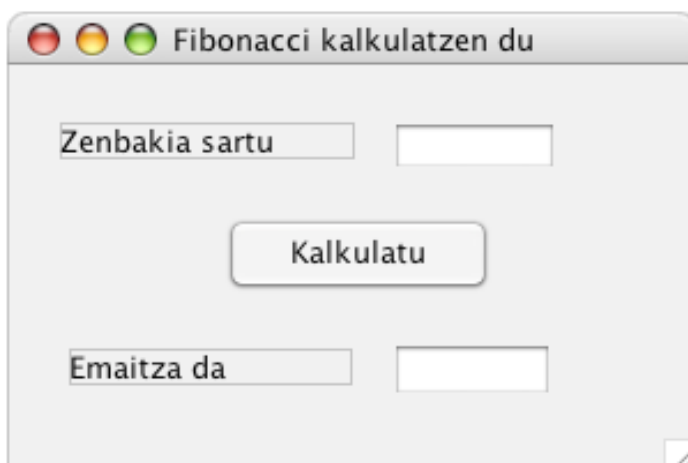 Fibonacci kalkulatzen du
Zenbakia sartu
Kalkulatu
Emaitza da